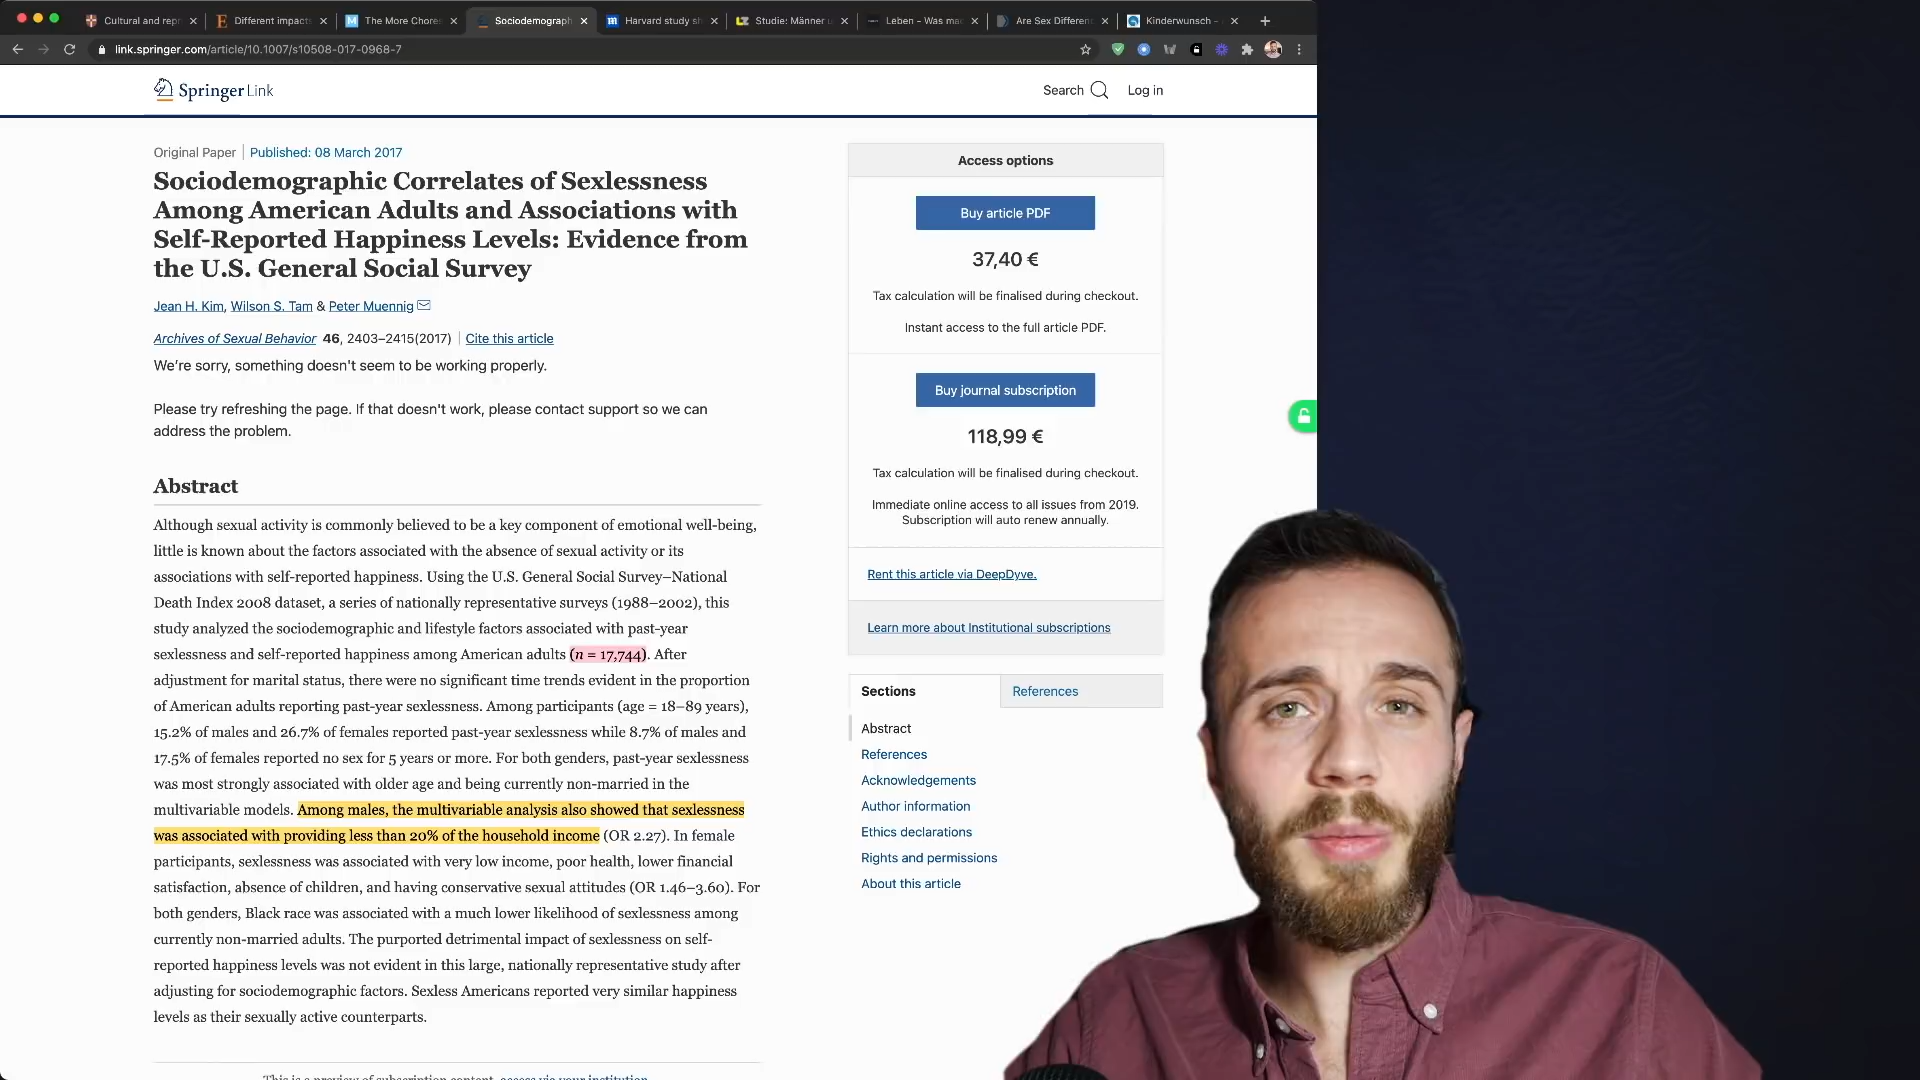 Cultural and repr
Different impacts
The More Chores
Sociodemograph
Harvard study sh
Studie: Männer u
Leben - Was ma
Are Sex Differen
Kinderwunsch -
link.springer.com/article/10.1007/s10508-017-0968-7
Springer Link
Search
Log in
Original Paper | Published: 08 March 2017
Sociodemographic Correlates of Sexlessness
Among American Adults and Associations with
Self-Reported Happiness Levels: Evidence from
the U.S. General Social Survey
Jean H. Kim, Wilson S. Tam & Peter Muennig
Archives of Sexual Behavior 46, 2403–2415(2017) | Cite this article
We're sorry, something doesn't seem to be working properly.
Please try refreshing the page. If that doesn't work, please contact support so we can
address the problem.
Abstract
Although sexual activity is commonly believed to be a key component of emotional well-being,
little is known about the factors associated with the absence of sexual activity or its
associations with self-reported happiness. Using the U.S. General Social Survey–National
Death Index 2008 dataset, a series of nationally representative surveys (1988–2002), this
study analyzed the sociodemographic and lifestyle factors associated with past-year
sexlessness and self-reported happiness among American adults (n = 17,744). After
adjustment for marital status, there were no significant time trends evident in the proportion
of American adults reporting past-year sexlessness. Among participants (age = 18–89 years),
15.2% of males and 26.7% of females reported past-year sexlessness while 8.7% of males and
17.5% of females reported no sex for 5 years or more. For both genders, past-year sexlessness
was most strongly associated with older age and being currently non-married in the
multivariable models. Among males, the multivariable analysis also showed that sexlessness
was associated with providing less than 20% of the household income (OR 2.27). In female
participants, sexlessness was associated with very low income, poor health, lower financial
satisfaction, absence of children, and having conservative sexual attitudes (OR 1.46–3.60). For
both genders, Black race was associated with a much lower likelihood of sexlessness among
currently non-married adults. The purported detrimental impact of sexlessness on self-
reported happiness levels was not evident in this large, nationally representative study after
adjusting for sociodemographic factors. Sexless Americans reported very similar happiness
levels as their sexually active counterparts.
This is a preview of subscription content, access via your institution.
Access options
Buy article PDF
37,40 €
Tax calculation will be finalised during checkout.
Instant access to the full article PDF.
Buy journal subscription
118,99 €
Tax calculation will be finalised during checkout.
Immediate online access to all issues from 2019.
Subscription will auto renew annually.
Rent this article via DeepDyve.
Learn more about Institutional subscriptions
Sections
References
Abstract
References
Acknowledgements
Author information
Ethics declarations
Rights and permissions
About this article